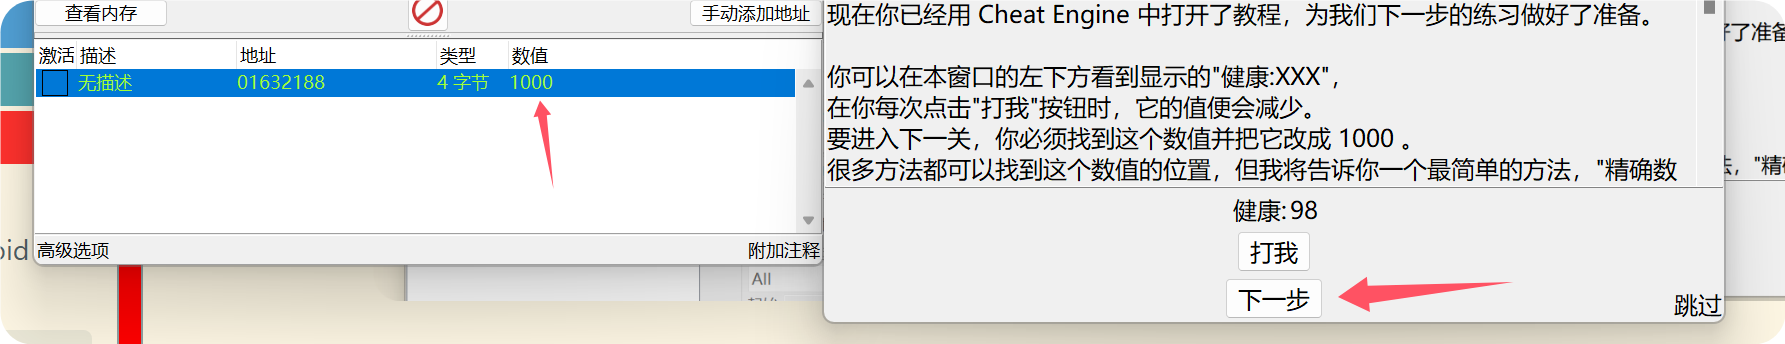 查看内存
手动添加地址
激活 描述 地址 类型 数值
无描述 01632188 4 字节 1000
高级选项
附加注释
oid
All
现在你已经用 Cheat Engine 中打开了教程，为我们下一步的练习做好了准备。
你可以在本窗口的左下方看到显示的"健康:XXX"，
在你每次点击"打我"按钮时，它的值便会减少。
要进入下一关，你必须找到这个数值并把它改成 1000 。
很多方法都可以找到这个数值的位置，但我将告诉你一个最简单的方法，"精确数
健康: 98
打我
下一步
跳过
了准备